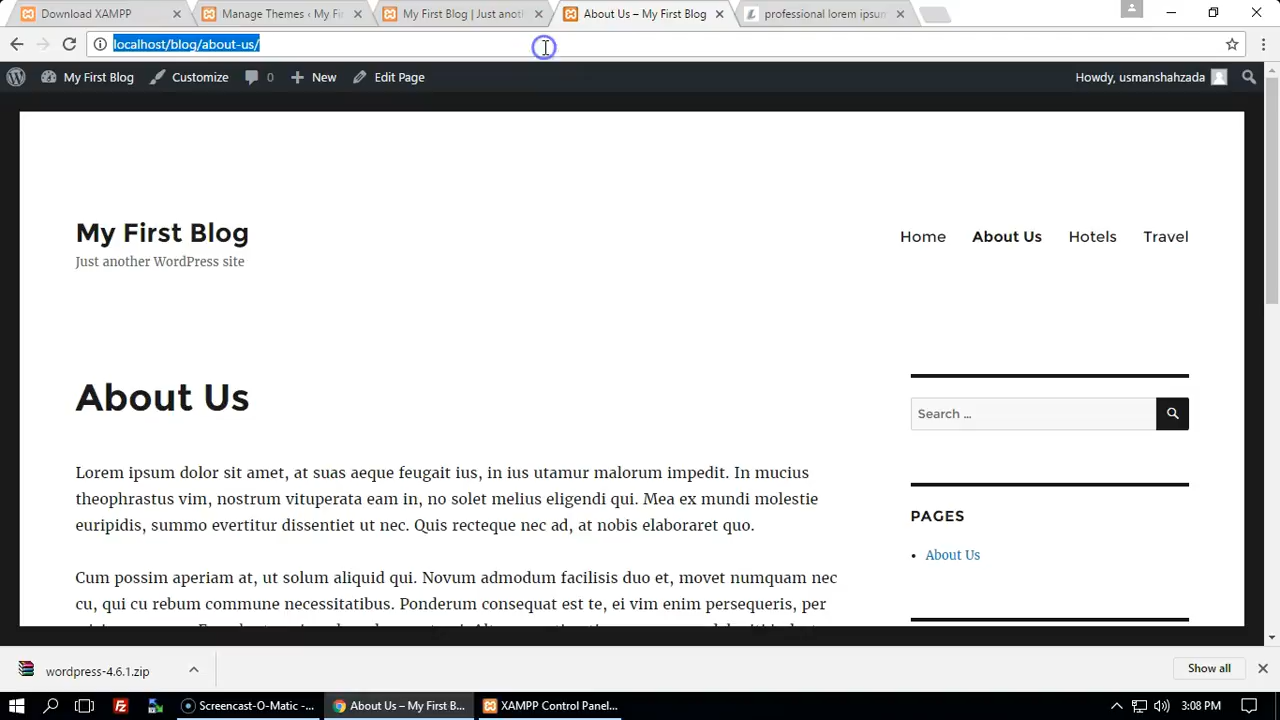 Download XAMPP
Manage Themes ‹ My Fi
My First Blog | Just anot
About Us – My First Blog
professional lorem ipsum
localhost/blog/about-us/
My First Blog
Customize
0
New
Edit Page
Howdy, usmanshahzada
My First Blog
Just another WordPress site
Home
About Us
Hotels
Travel
About Us
Lorem ipsum dolor sit amet, at suas aeque feugait ius, in ius utamur malorum impedit. In mucius
theophrastus vim, nostrum vituperata eam in, no solet melius eligendi qui. Mea ex mundi molestie
euripidis, summo evertitur dissentiet ut nec. Quis recteque nec ad, at nobis elaboraret quo.
Cum possim aperiam at, ut solum aliquid qui. Novum admodum facilisis duo et, movet numquam nec
cu, qui cu rebum commune necessitatibus. Ponderum consequat est te, ei vim enim persequeris, per
Search ...
PAGES
About Us
wordpress-4.6.1.zip
Show all
Screencast-O-Matic -...
About Us – My First B...
XAMPP Control Panel...
3:08 PM